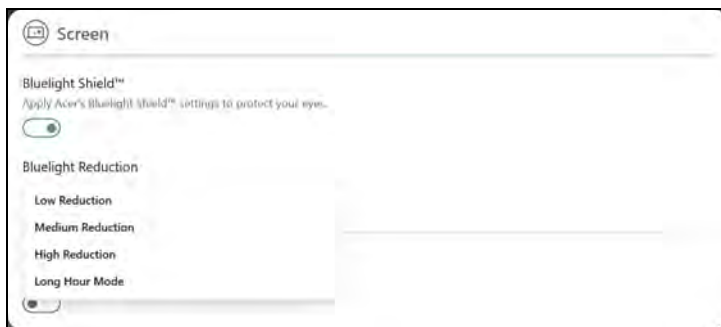 Screen
Bluelight Shield™
Apply Acer's Bluelight Shield™ settings to protect your eyes.
Bluelight Reduction
Low Reduction
Medium Reduction
High Reduction
Long Hour Mode